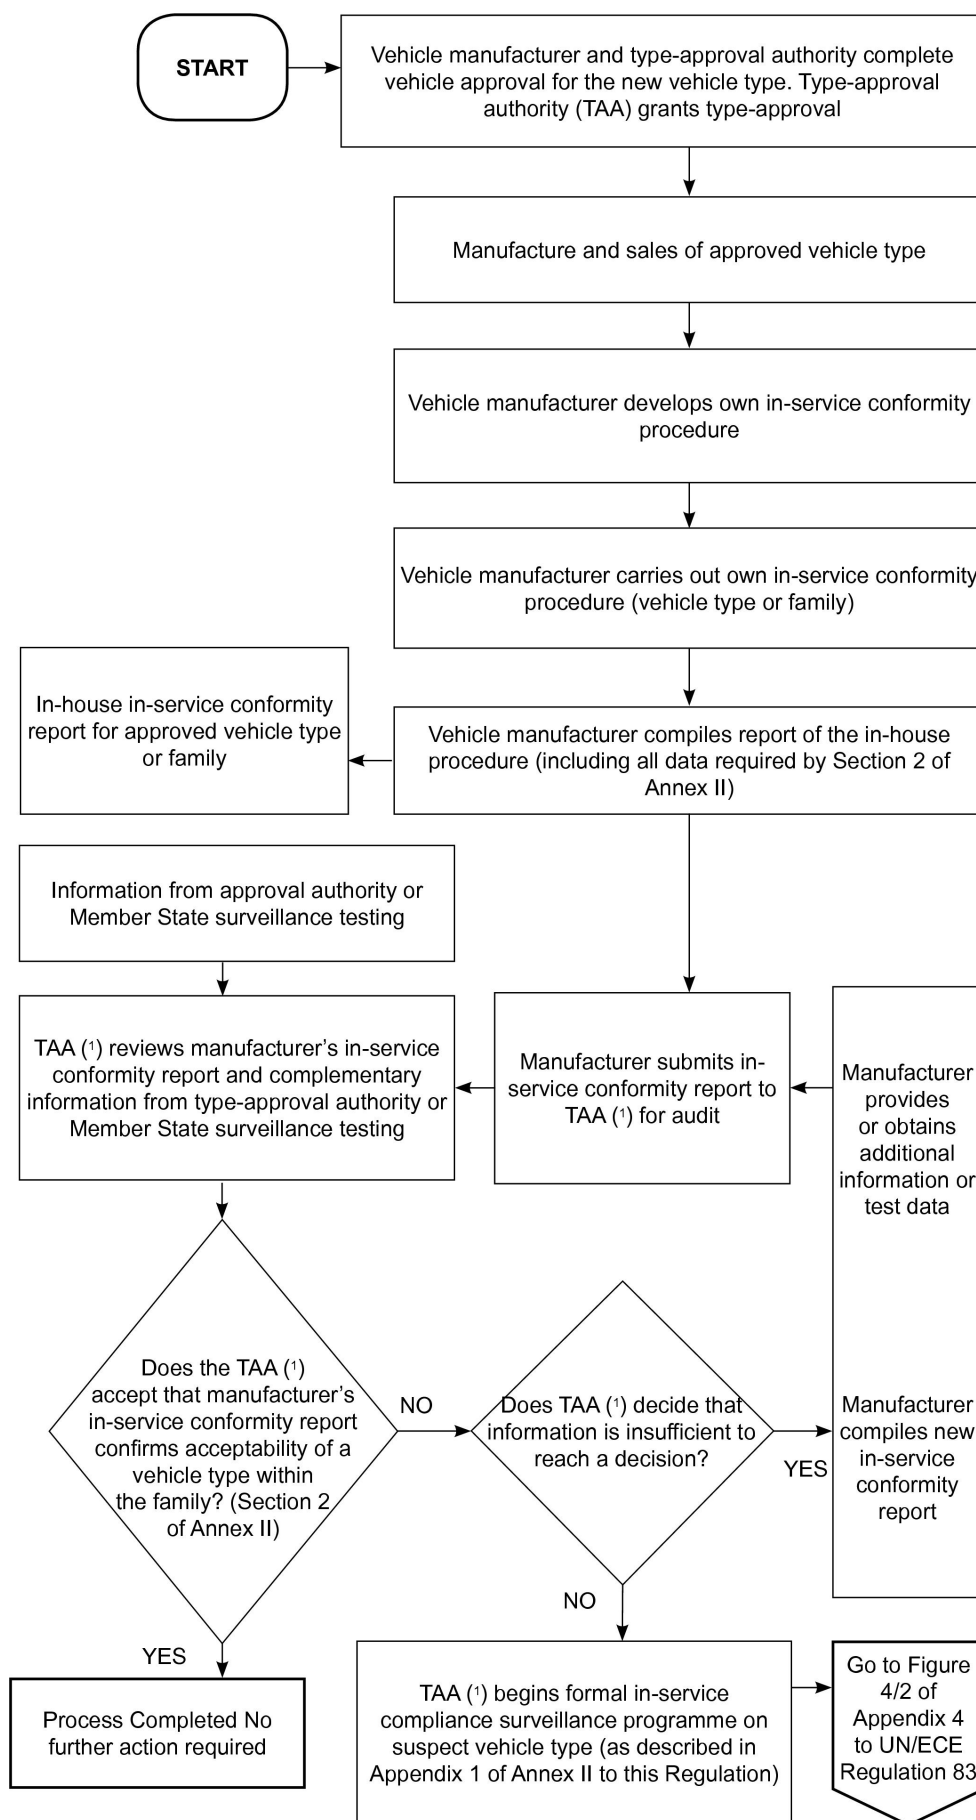 START
Vehicle manufacturer and type-approval authority complete
vehicle approval for the new vehicle type. Type-approval
authority (TAA) grants type-approval
Manufacture and sales of approved vehicle type
Vehicle manufacturer develops own in-service conformity
procedure
Vehicle manufacturer carries out own in-service conformity
procedure (vehicle type or family)
In-house in-service conformity
report for approved vehicle type
or family
Vehicle manufacturer compiles report of the in-house
procedure (including all data required by Section 2 of
Annex II)
Information from approval authority or
Member State surveillance testing
TAA (¹) reviews manufacturer’s in-service
conformity report and complementary
information from type-approval authority or
Member State surveillance testing
Manufacturer submits in-
service conformity report to
TAA (¹) for audit
Manufacturer
provides
or obtains
additional
information or
test data
Does the TAA (¹)
accept that manufacturer’s
in-service conformity report
confirms acceptability of a
vehicle type within
the family? (Section 2
of Annex II)
NO
Does TAA (¹) decide that
information is insufficient to
reach a decision?
YES
Manufacturer
compiles new
in-service
conformity
report
NO
YES
Process Completed No
further action required
TAA (¹) begins formal in-service
compliance surveillance programme on
suspect vehicle type (as described in
Appendix 1 of Annex II to this Regulation)
Go to Figure
4/2 of
Appendix 4
to UN/ECE
Regulation 83